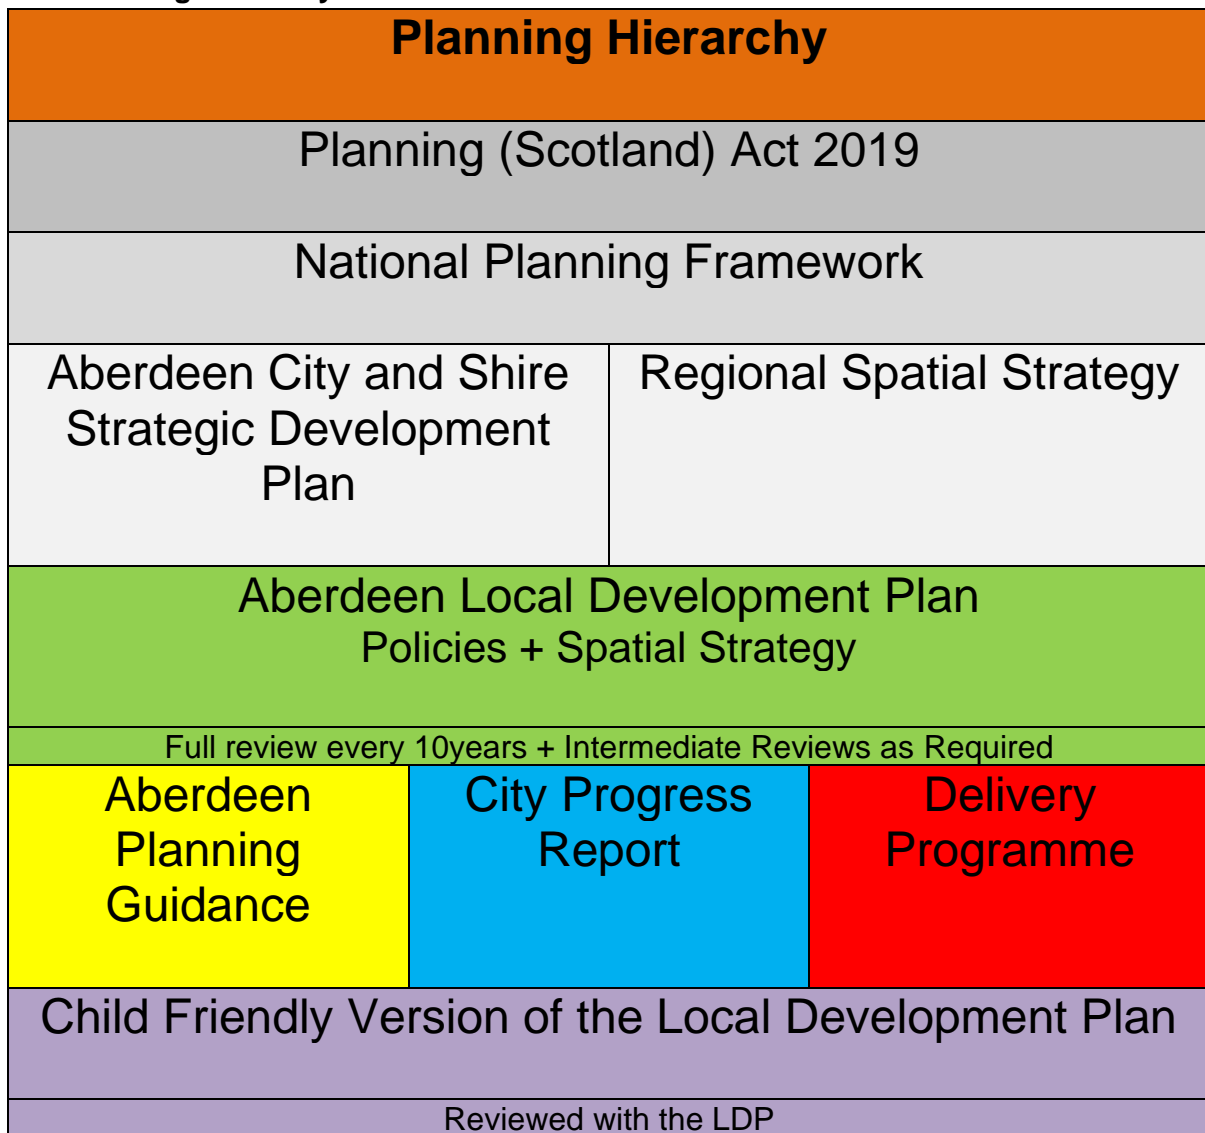 Planning Hierarchy
Planning (Scotland) Act 2019
National Planning Framework
Aberdeen City and Shire
Strategic Development
Plan
Regional Spatial Strategy
Aberdeen Local Development Plan
Policies + Spatial Strategy
Full review every 10years + Intermediate Reviews as Required
Aberdeen
Planning
Guidance
City Progress
Report
Delivery
Programme
Child Friendly Version of the Local Development Plan
Reviewed with the LDP